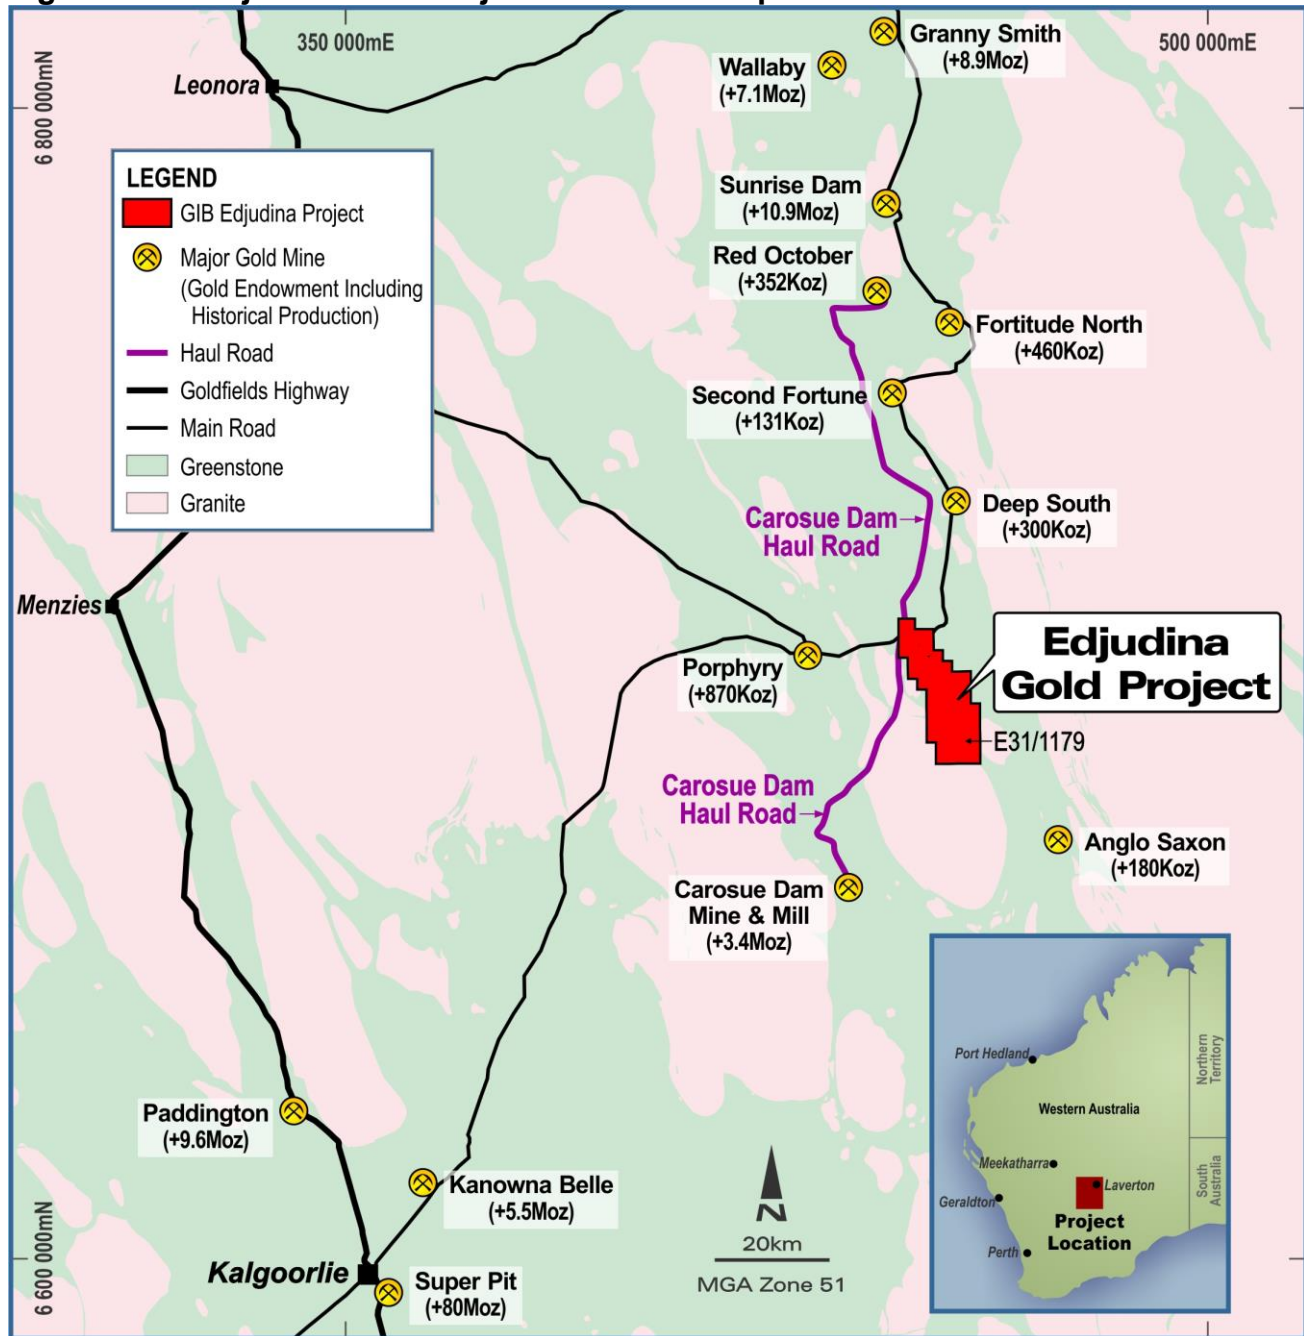 350 000mE
500 000mE
6 800 000mN
6 600 000mN
Granny Smith
(+8.9Moz)
Wallaby
(+7.1Moz)
Leonora
LEGEND
GIB Edjudina Project
Major Gold Mine
(Gold Endowment Including
Historical Production)
Haul Road
Goldfields Highway
Main Road
Greenstone
Granite
Sunrise Dam
(+10.9Moz)
Red October
(+352Koz)
Fortitude North
(+460Koz)
Second Fortune
(+131Koz)
Deep South
(+300Koz)
Carosue Dam
Haul Road
Menzies
Edjudina
Gold Project
Porphyry
(+870Koz)
E31/1179
Carosue Dam
Haul Road
Anglo Saxon
(+180Koz)
Carosue Dam
Mine & Mill
(+3.4Moz)
Paddington
(+9.6Moz)
Kanowna Belle
(+5.5Moz)
Kalgoorlie
Super Pit
(+80Moz)
N
20km
MGA Zone 51
Port Hedland
Northern
Territory
Western Australia
Meekatharra
Laverton
South
Australia
Geraldton
Project
Location
Perth